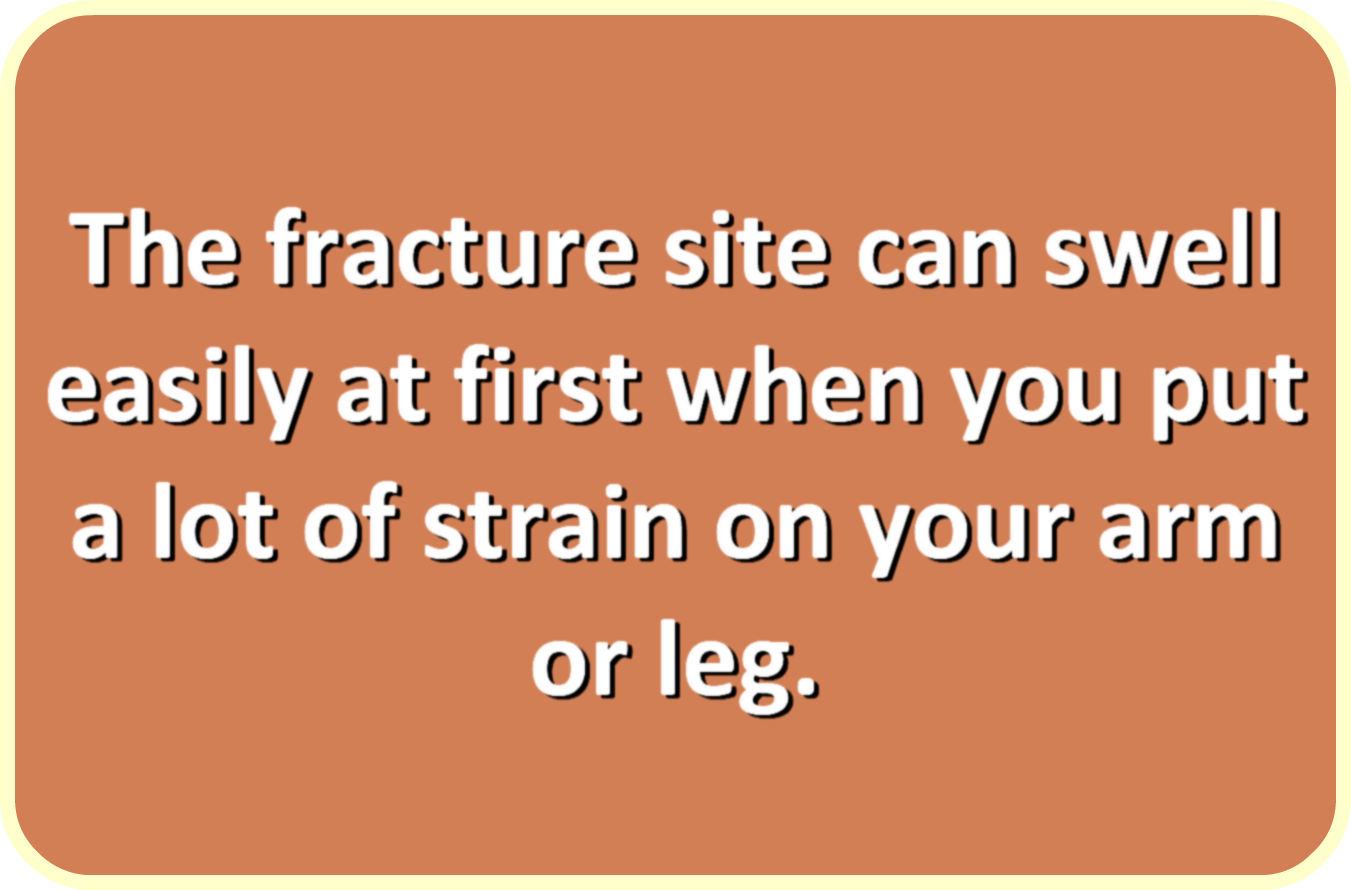 The fracture site can swell
easily at first when you put
a lot of strain on your arm
or leg.